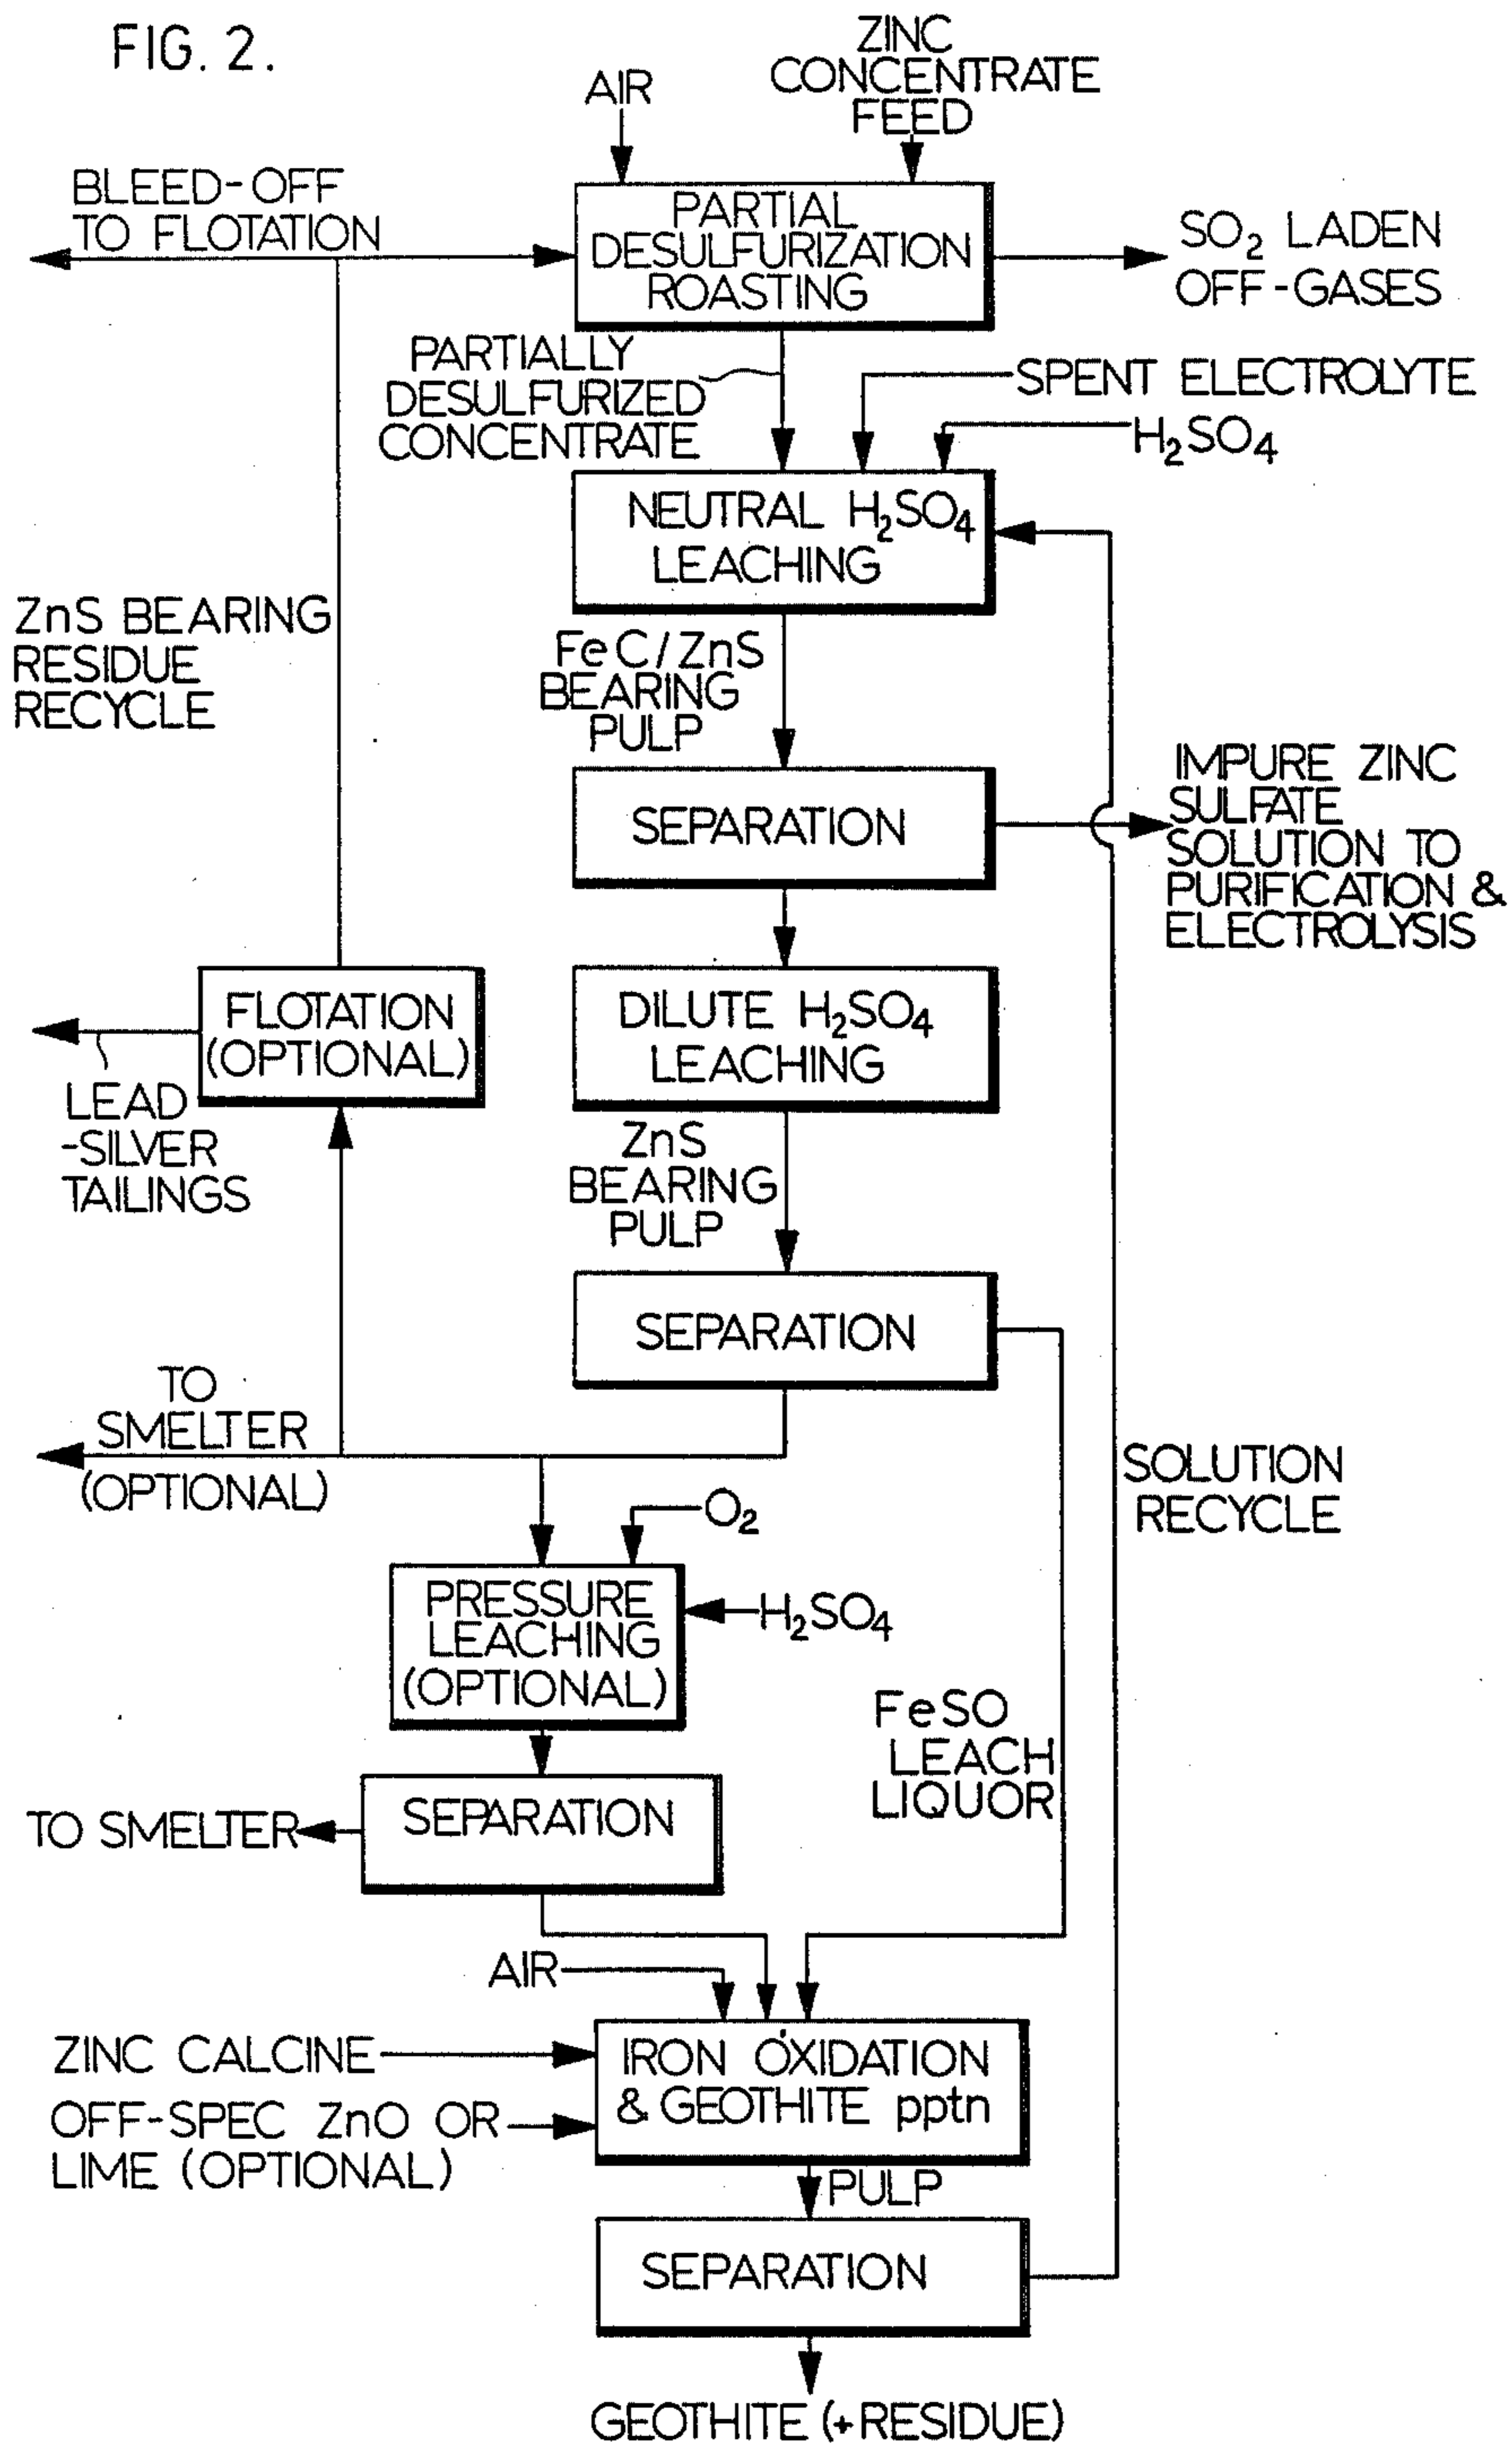 FIG. 2.
AIR
ZINC
CONCENTRATE
FEED
BLEED-OFF
TO FLOTATION
PARTIAL
DESULFURIZATION
ROASTING
SO₂ LADEN
OFF-GASES
PARTIALLY
DESULFURIZED
CONCENTRATE
SPENT ELECTROLYTE
H₂SO₄
NEUTRAL H₂SO₄
LEACHING
ZnS BEARING
RESIDUE
RECYCLE
FeC/ZnS
BEARING
PULP
SEPARATION
IMPURE ZINC
SULFATE
SOLUTION TO
PURIFICATION &
ELECTROLYSIS
FLOTATION
(OPTIONAL)
DILUTE H₂SO₄
LEACHING
LEAD
-SILVER
TAILINGS
ZnS
BEARING
PULP
SEPARATION
TO
SMELTER
(OPTIONAL)
SOLUTION
RECYCLE
O₂
PRESSURE
LEACHING
(OPTIONAL)
H₂SO₄
FeSO
LEACH
LIQUOR
SEPARATION
TO SMELTER
AIR
ZINC CALCINE
IRON OXIDATION
& GEOTHITE pptn
OFF-SPEC ZnO OR
LIME (OPTIONAL)
PULP
SEPARATION
GEOTHITE (+RESIDUE)